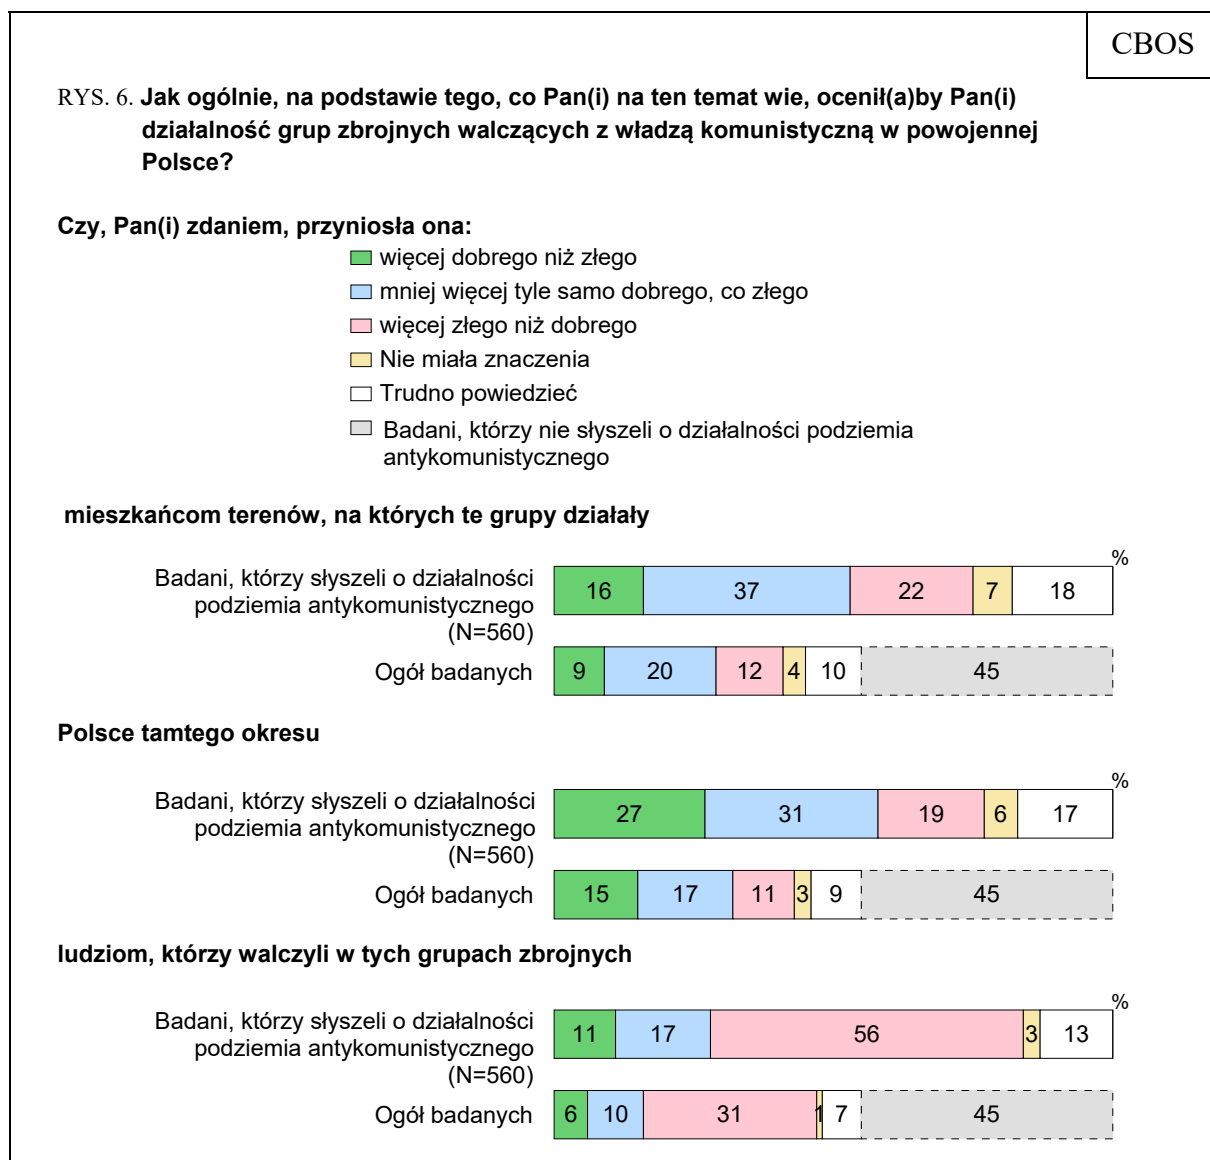 CBOS
RYS. 6. Jak ogólnie, na podstawie tego, co Pan(i) na ten temat wie, ocenił(a)by Pan(i)
działalność grup zbrojnych walczących z władzą komunistyczną w powojennej
Polsce?
Czy, Pan(i) zdaniem, przyniosła ona:
więcej dobrego niż złego
mniej więcej tyle samo dobrego, co złego
więcej złego niż dobrego
Nie miała znaczenia
Trudno powiedzieć
Badani, którzy nie słyszeli o działalności podziemia
antykomunistycznego
mieszkańcom terenów, na których te grupy działały
%
Badani, którzy słyszeli o działalności
podziemia antykomunistycznego
(N=560)
16 37 22 7 18
Ogół badanych
9 20 12 4 10 45
Polsce tamtego okresu
%
Badani, którzy słyszeli o działalności
podziemia antykomunistycznego
(N=560)
27 31 19 6 17
Ogół badanych
15 17 11 3 9 45
ludziom, którzy walczyli w tych grupach zbrojnych
%
Badani, którzy słyszeli o działalności
podziemia antykomunistycznego
(N=560)
11 17 56 3 13
Ogół badanych
6 10 31 1 7 45